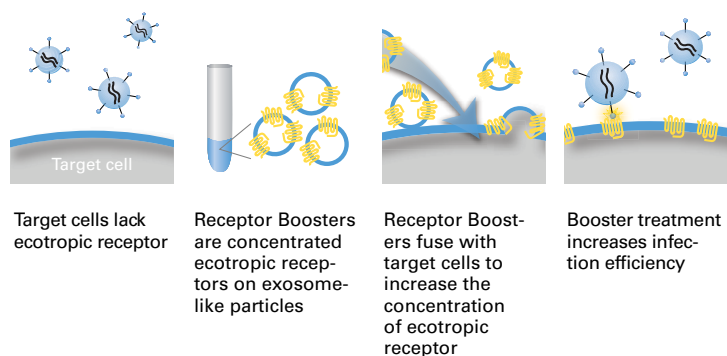 Target cell
Target cells lack
ecotropic receptor
Receptor Boosters
are concentrated
ecotropic recep-
tors on exosome-
like particles
Receptor Boost-
ers fuse with
target cells to
increase the
concentration
of ecotropic
receptor
Booster treatment
increases infec-
tion efficiency